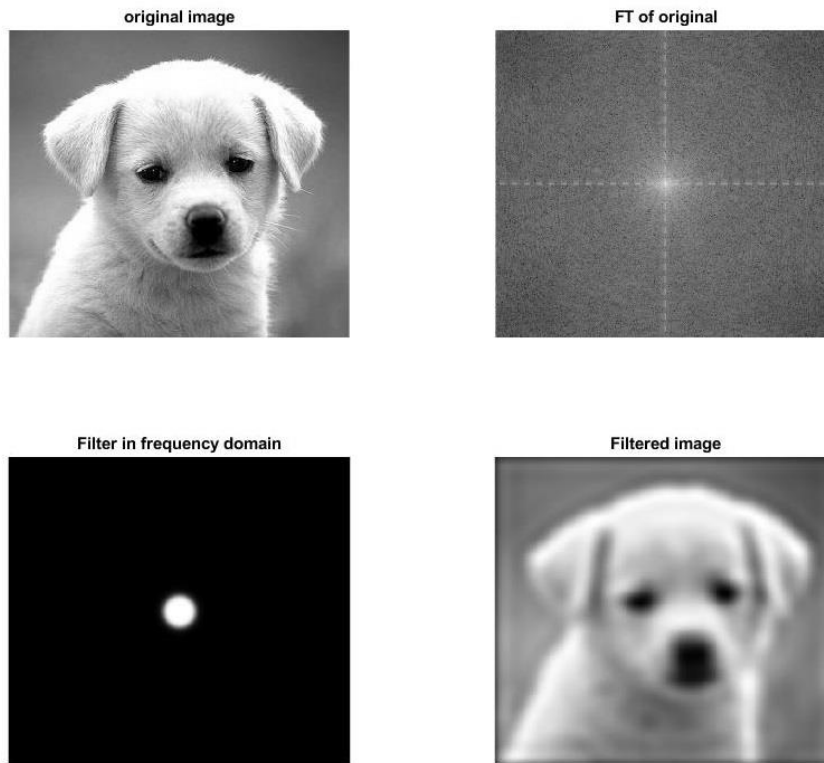 original image
FT of original
Filter in frequency domain
Filtered image